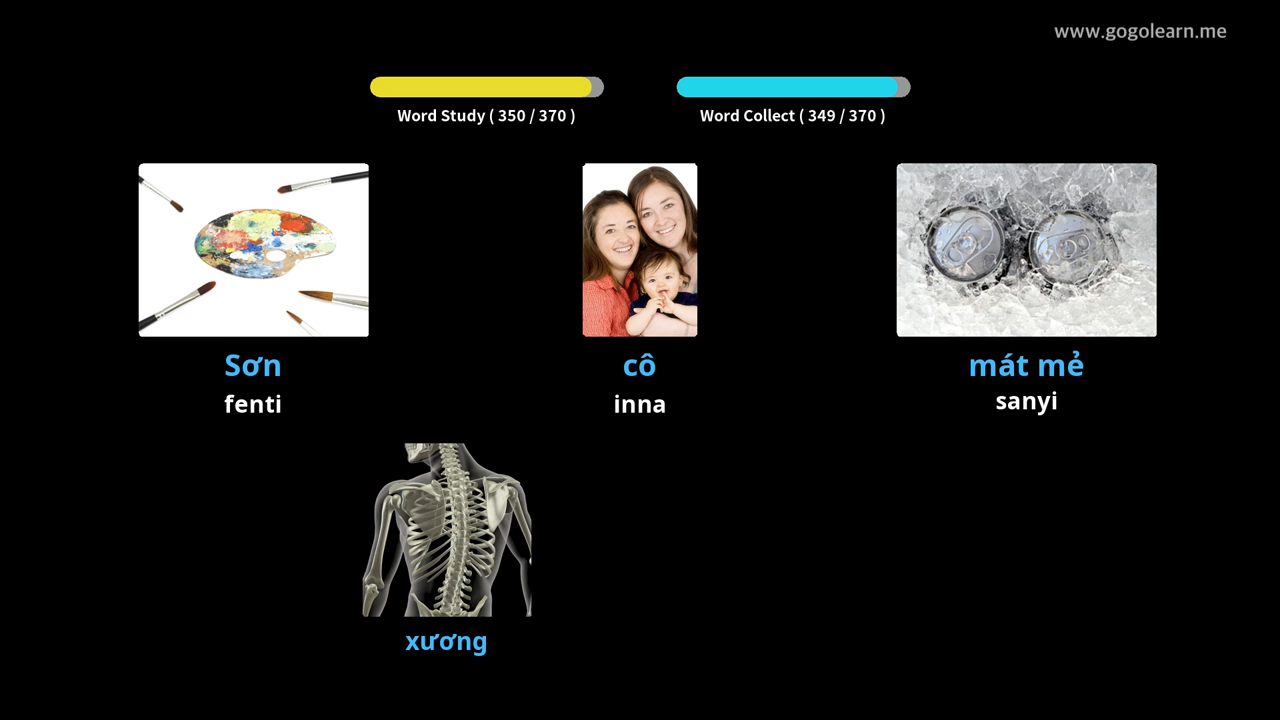 www.gogolearn.me
Word Study ( 350 / 370 )
Word Collect ( 349 / 370 )
Sơn
fenti
cô
inna
mát mẻ
sanyi
xương